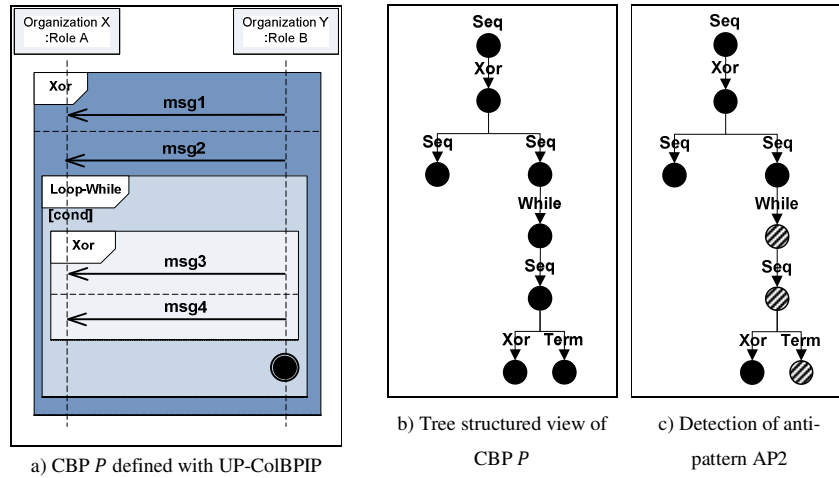 Organization X
:Role A
Organization Y
:Role B
Xor
msg1
msg2
Loop-While
[cond]
Xor
msg3
msg4
a) CBP P defined with UP-ColBPIP
Seq
Xor
Seq
Seq
While
Seq
Xor
Term
b) Tree structured view of
CBP P
Seq
Xor
Seq
Seq
While
Seq
Xor
Term
c) Detection of anti-
pattern AP2